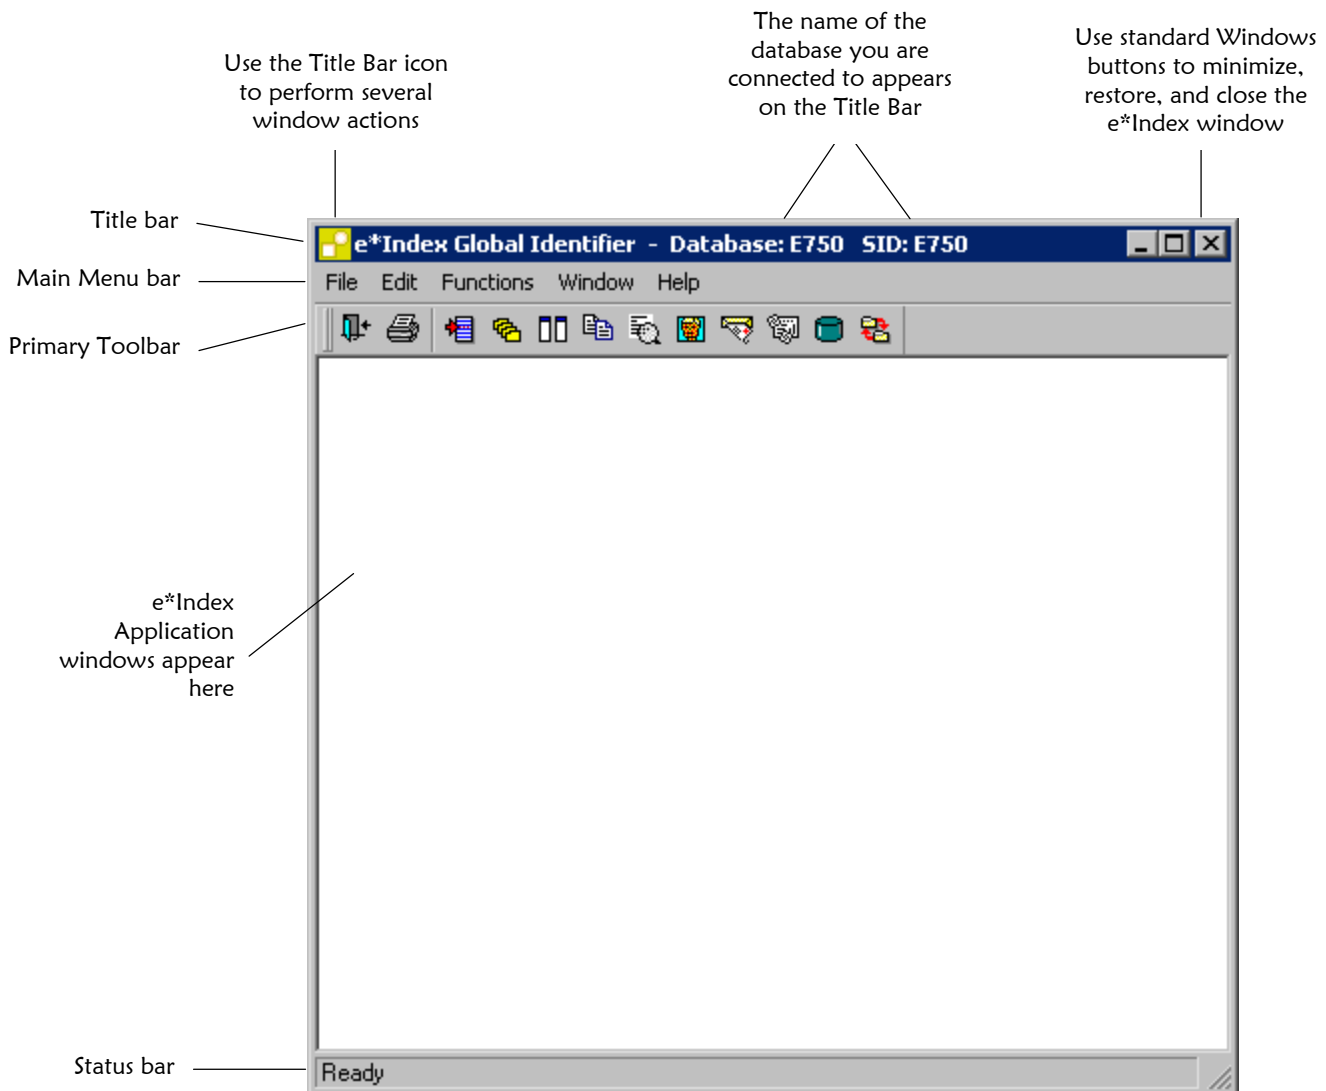 The name of the
database you are
connected to appears
on the Title Bar
Use standard Windows
buttons to minimize,
restore, and close the
e*Index window
Use the Title Bar icon
to perform several
window actions
Title bar
e*Index Global Identifier - Database: E750 SID: E750
Main Menu bar
File Edit Functions Window Help
Primary Toolbar
e*Index
Application
windows appear
here
Status bar
Ready